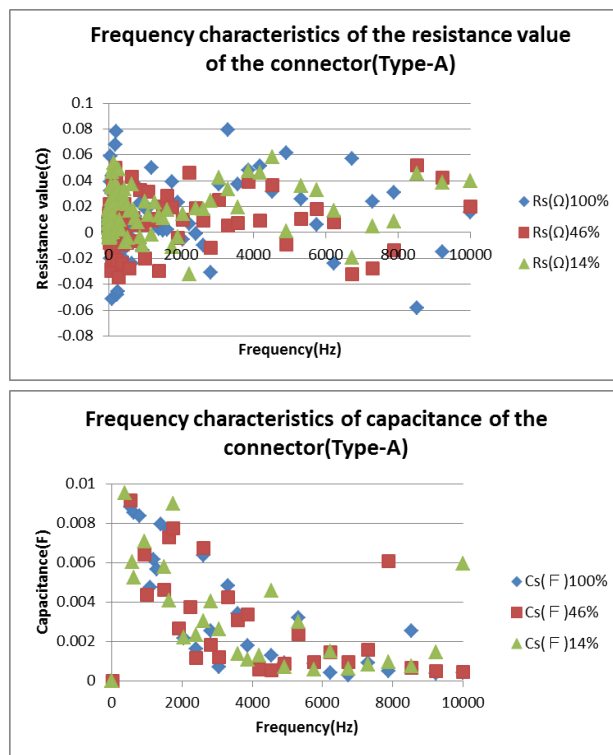 Frequency characteristics of the resistance value
of the connector(Type-A)
0.1
0.08
0.06
0.04
0.02
0
-0.02
-0.04
-0.06
-0.08
0
2000
4000
6000
8000
10000
Resistance value(Ω)
Frequency(Hz)
Rs(Ω)100%
Rs(Ω)46%
Rs(Ω)14%
Frequency characteristics of capacitance of the
connector(Type-A)
0.01
0.008
0.006
0.004
0.002
0
0
2000
4000
6000
8000
10000
Capacitance(F)
Frequency(Hz)
Cs(Ｆ)100%
Cs(Ｆ)46%
Cs(Ｆ)14%